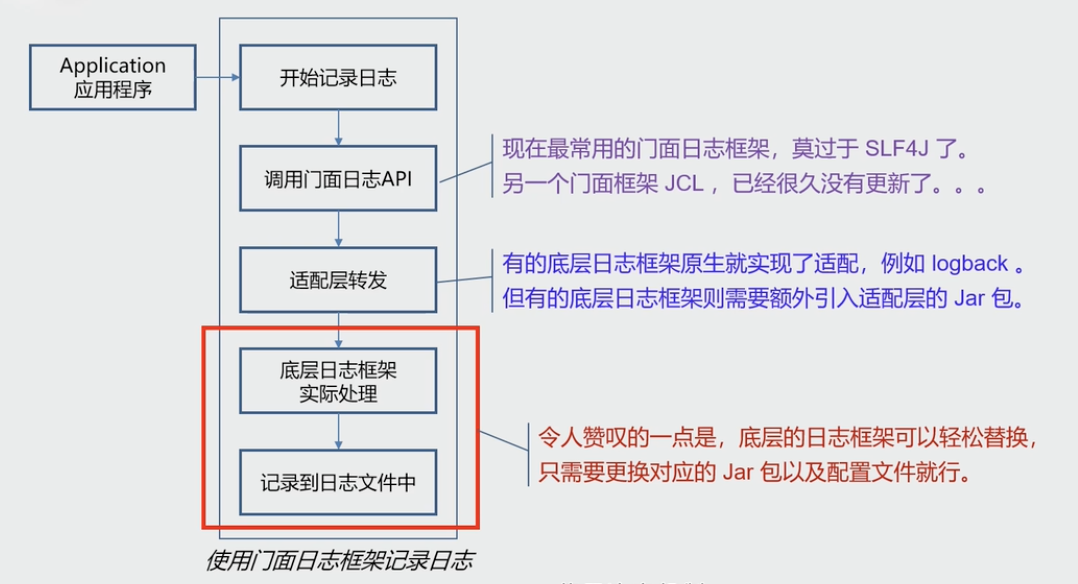 Application
应用程序
开始记录日志
调用门面日志API
现在最常用的门面日志框架，莫过于 SLF4J 了。
另一个门面框架 JCL ，已经很久没有更新了。。。
适配层转发
有的底层日志框架原生就实现了适配，例如 logback 。
但有的底层日志框架则需要额外引入适配层的 Jar 包。
底层日志框架
实际处理
令人赞叹的一点是，底层的日志框架可以轻松替换，
只需要更换对应的 Jar 包以及配置文件就行。
记录到日志文件中
使用门面日志框架记录日志